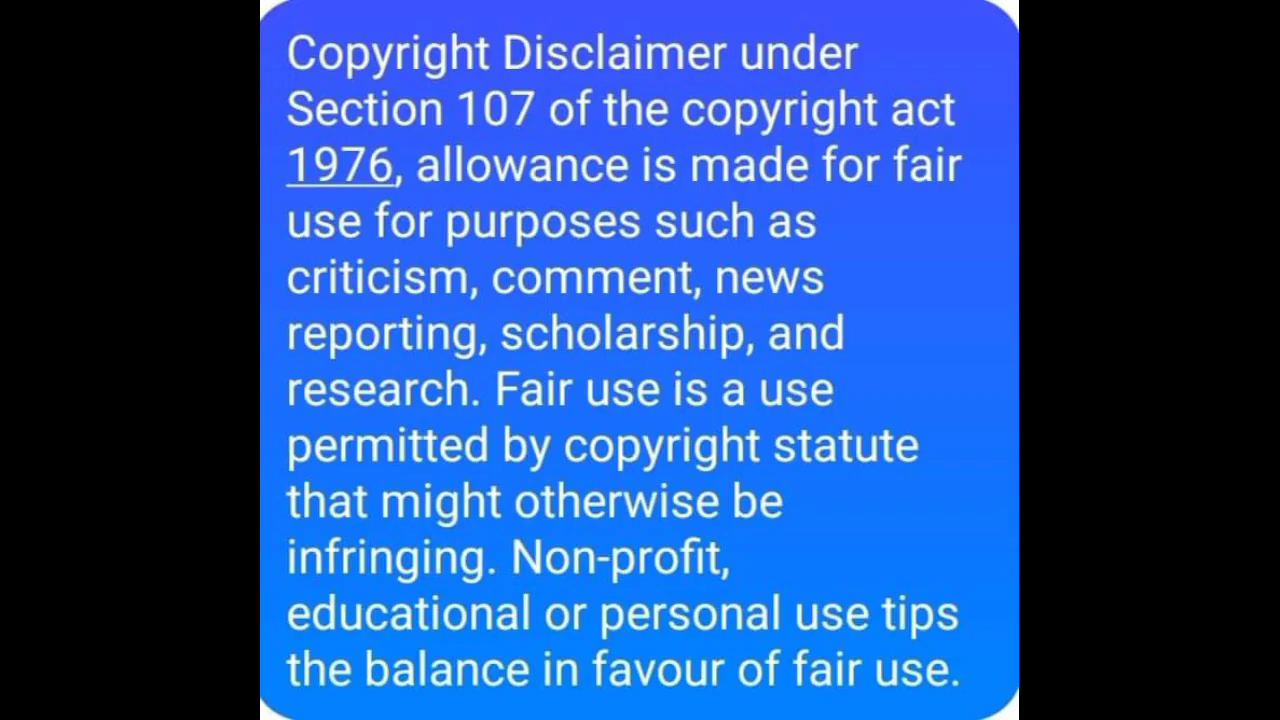 Copyright Disclaimer under
Section 107 of the copyright act
1976, allowance is made for fair
use for purposes such as
criticism, comment, news
reporting, scholarship, and
research. Fair use is a use
permitted by copyright statute
that might otherwise be
infringing. Non-profit,
educational or personal use tips
the balance in favour of fair use.